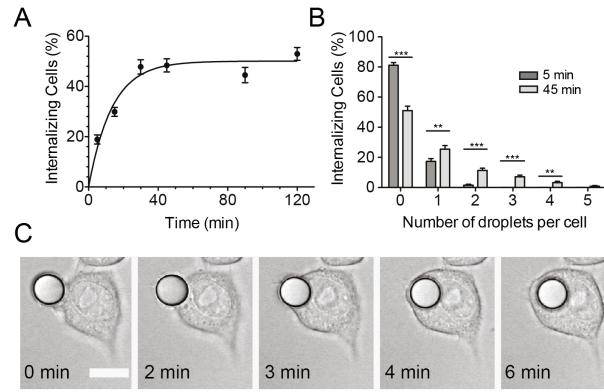 A
Internalizing Cells (%)
60
40
20
0
0 40 80 120
Time (min)
B
Internalizing Cells (%)
100
80
60
40
20
0
***
**
***
***
**
5 min
45 min
0 1 2 3 4 5
Number of droplets per cell
C
0 min
2 min
3 min
4 min
6 min